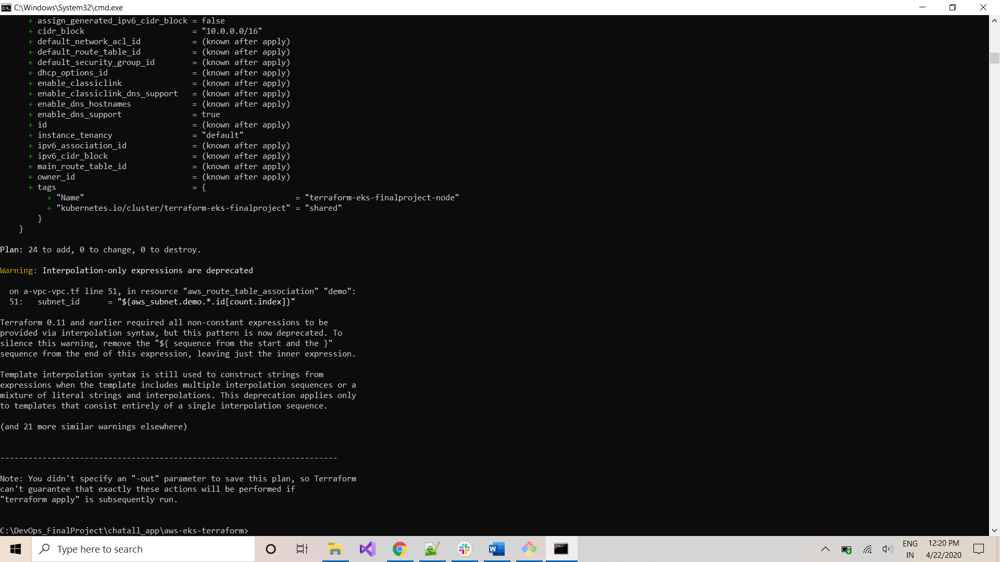 C:\Windows\System32\cmd.exe
+ assign_generated_ipv6_cidr_block = false
+ cidr_block = "10.0.0.0/16"
+ default_network_acl_id = (known after apply)
+ default_route_table_id = (known after apply)
+ default_security_group_id = (known after apply)
+ dhcp_options_id = (known after apply)
+ enable_classiclink = (known after apply)
+ enable_classiclink_dns_support = (known after apply)
+ enable_dns_hostnames = (known after apply)
+ enable_dns_support = true
+ id = (known after apply)
+ instance_tenancy = "default"
+ ipv6_association_id = (known after apply)
+ ipv6_cidr_block = (known after apply)
+ main_route_table_id = (known after apply)
+ owner_id = (known after apply)
+ tags = {
+ "Name" = "terraform-eks-finalproject-node"
+ "kubernetes.io/cluster/terraform-eks-finalproject" = "shared"
}
}
Plan: 24 to add, 0 to change, 0 to destroy.
Warning: Interpolation-only expressions are deprecated
on a-vpc-vpc.tf line 51, in resource "aws_route_table_association" "demo":
51: subnet_id = "${aws_subnet.demo.*.id[count.index]}"
Terraform 0.11 and earlier required all non-constant expressions to be
provided via interpolation syntax, but this pattern is now deprecated. To
silence this warning, remove the "${ sequence from the start and the }"
sequence from the end of this expression, leaving just the inner expression.
Template interpolation syntax is still used to construct strings from
expressions when the template includes multiple interpolation sequences or a
mixture of literal strings and interpolations. This deprecation applies only
to templates that consist entirely of a single interpolation sequence.
(and 21 more similar warnings elsewhere)
------------------------------------------------------------------------
Note: You didn't specify an "-out" parameter to save this plan, so Terraform
can't guarantee that exactly these actions will be performed if
"terraform apply" is subsequently run.
C:\DevOps_FinalProject\chatall_app\aws-eks-terraform>
Type here to search
ENG
IN
12:20 PM
4/22/2020